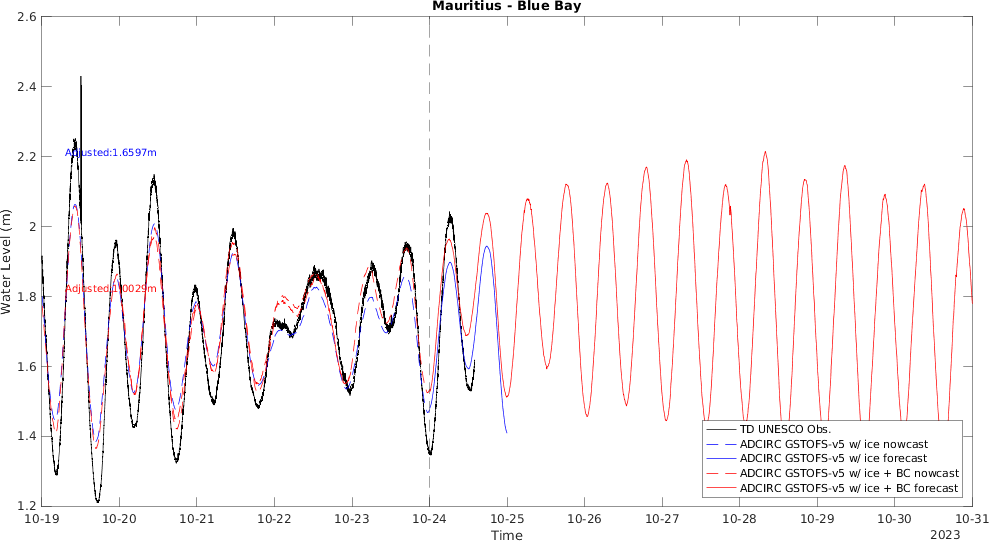 Mauritius - Blue Bay
Water Level (m)
2.6
2.4
2.2
2
1.8
1.6
1.4
1.2
Adjusted:1.6597m
Adjusted:1.0029m
TD UNESCO Obs.
ADCIRC GSTOFS-v5 w/ ice nowcast
ADCIRC GSTOFS-v5 w/ ice forecast
ADCIRC GSTOFS-v5 w/ ice + BC nowcast
ADCIRC GSTOFS-v5 w/ ice + BC forecast
10-19 10-20 10-21 10-22 10-23 10-24 10-25 10-26 10-27 10-28 10-29 10-30 10-31
Time
2023